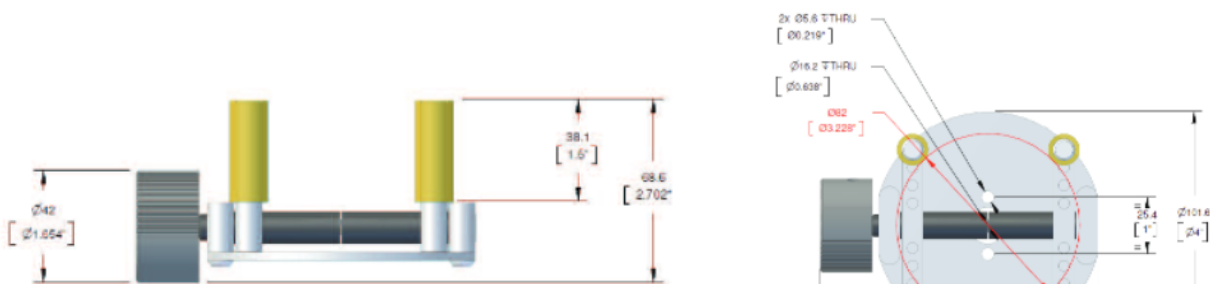 Ø42
[Ø1.654"]
38.1
[1.5"]
68.6
[2.702"
2x Ø5.6 ↧THRU
[Ø0.219"]
Ø16.2 ↧THRU
[Ø0.638"]
Ø82
[Ø3.228"]
=
25.4
[1"]
=
Ø101.6
[Ø4"]